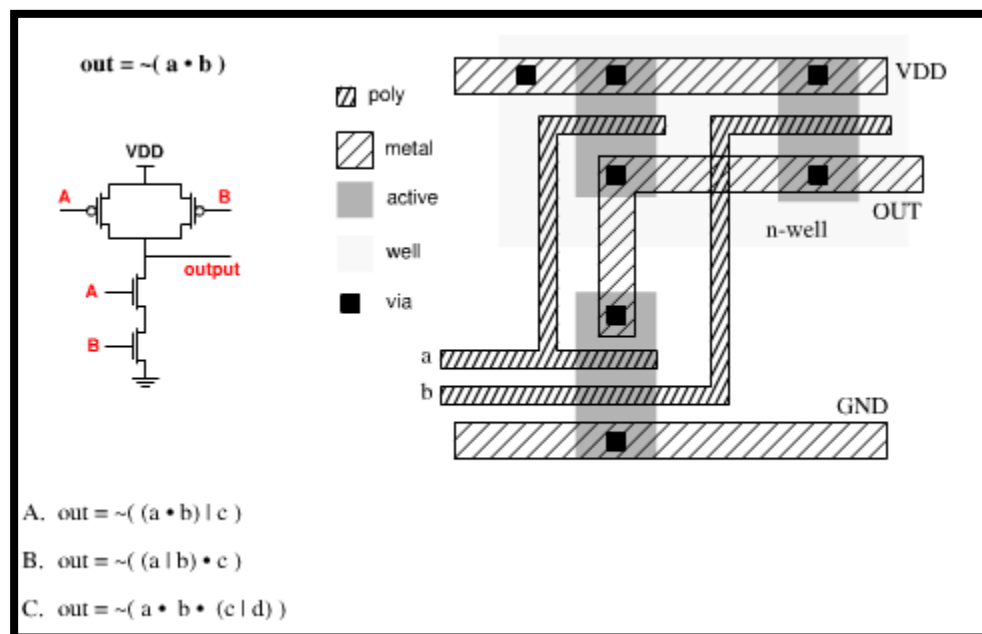 out = ~( a • b )
VDD
A
B
output
A
B
poly
metal
active
well
via
VDD
OUT
n-well
a
b
GND
A. out = ~( (a • b) | c )
B. out = ~( (a | b) • c )
C. out = ~( a • b • (c | d) )